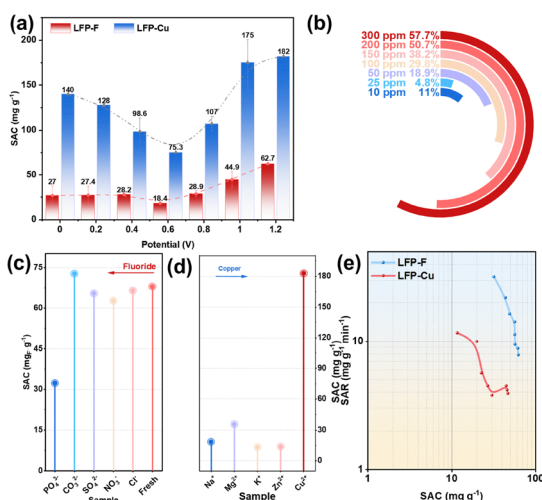 (a)
LFP-F
LFP-Cu
SAC (mg g⁻¹)
200
150
100
50
0
140
128
98.6
75.3
107
175
182
27
27.4
28.2
18.4
28.9
44.9
62.7
0 0.2 0.4 0.6 0.8 1 1.2
Potential (V)
(b)
300 ppm 57.7%
200 ppm 50.7%
150 ppm 38.2%
100 ppm 29.8%
50 ppm 18.9%
25 ppm 4.8%
10 ppm 11%
(c)
Fluoride
SAC (mgF g⁻¹)
75
60
45
30
15
0
PO₄³⁻ CO₃²⁻ SO₄²⁻ NO₃⁻ Cl⁻ Fresh
Sample
(d)
Copper
SAC (mg g⁻¹)
180
150
120
90
60
30
0
Na⁺ Mg²⁺ K⁺ Zn²⁺ Cu²⁺
Sample
(e)
LFP-F
LFP-Cu
SAR (mg g⁻¹ min⁻¹)
10
1
1 10 100
SAC (mg g⁻¹)